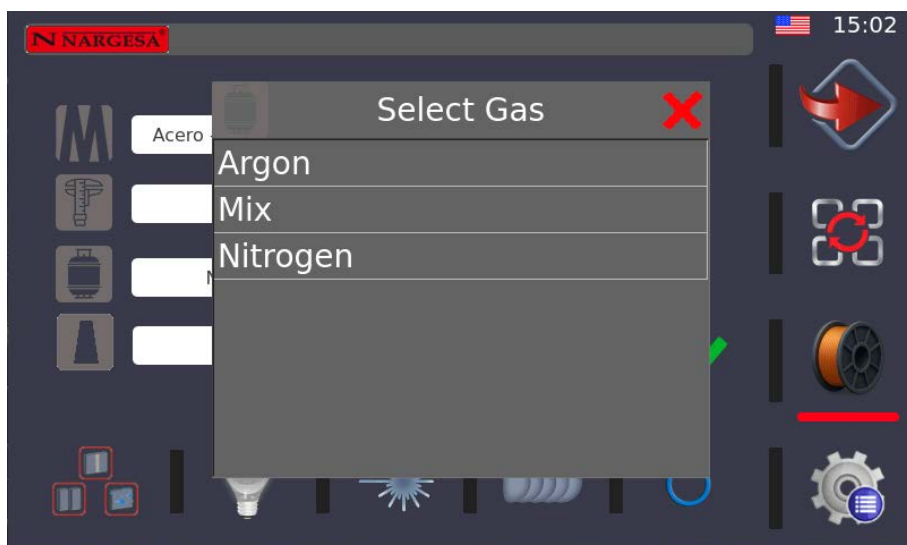 N NARGESA®
15:02
Select Gas
Acero
Argon
Mix
Nitrogen